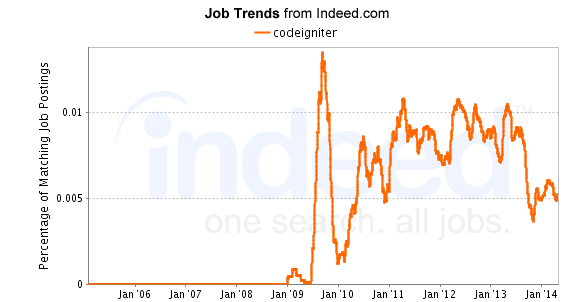 Job Trends from Indeed.com
codeigniter
Percentage of Matching Job Postings
0.01
0.005
0
indeed™
one search. all jobs.
Jan '06 Jan '07 Jan '08 Jan '09 Jan '10 Jan '11 Jan '12 Jan '13 Jan '14